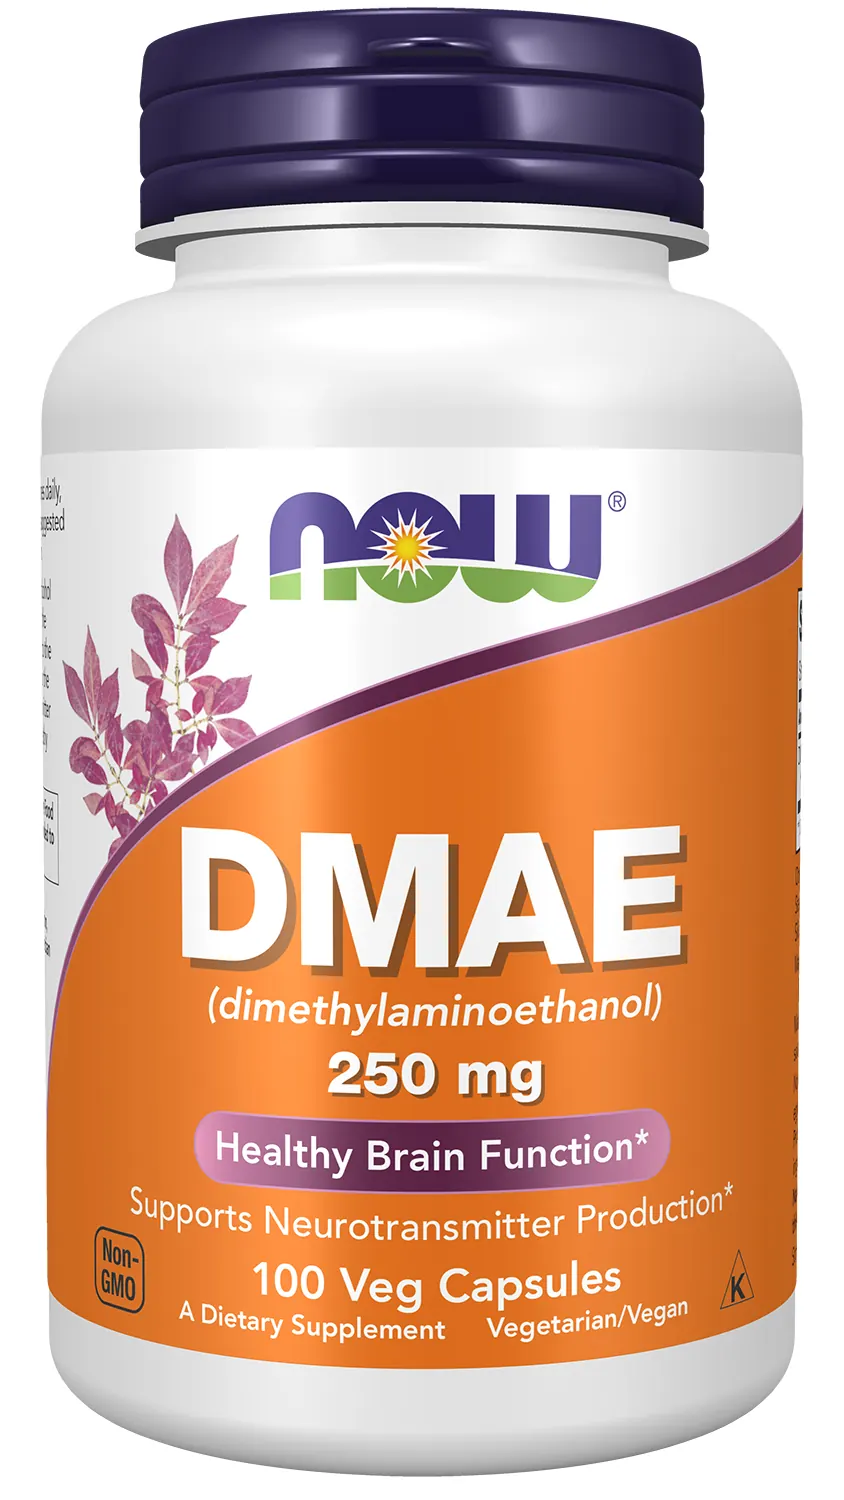 now®
DMAE
(dimethylaminoethanol)
250 mg
Healthy Brain Function*
Supports Neurotransmitter Production*
Non-
GMO
100 Veg Capsules
A Dietary Supplement Vegetarian/Vegan
K
daily,